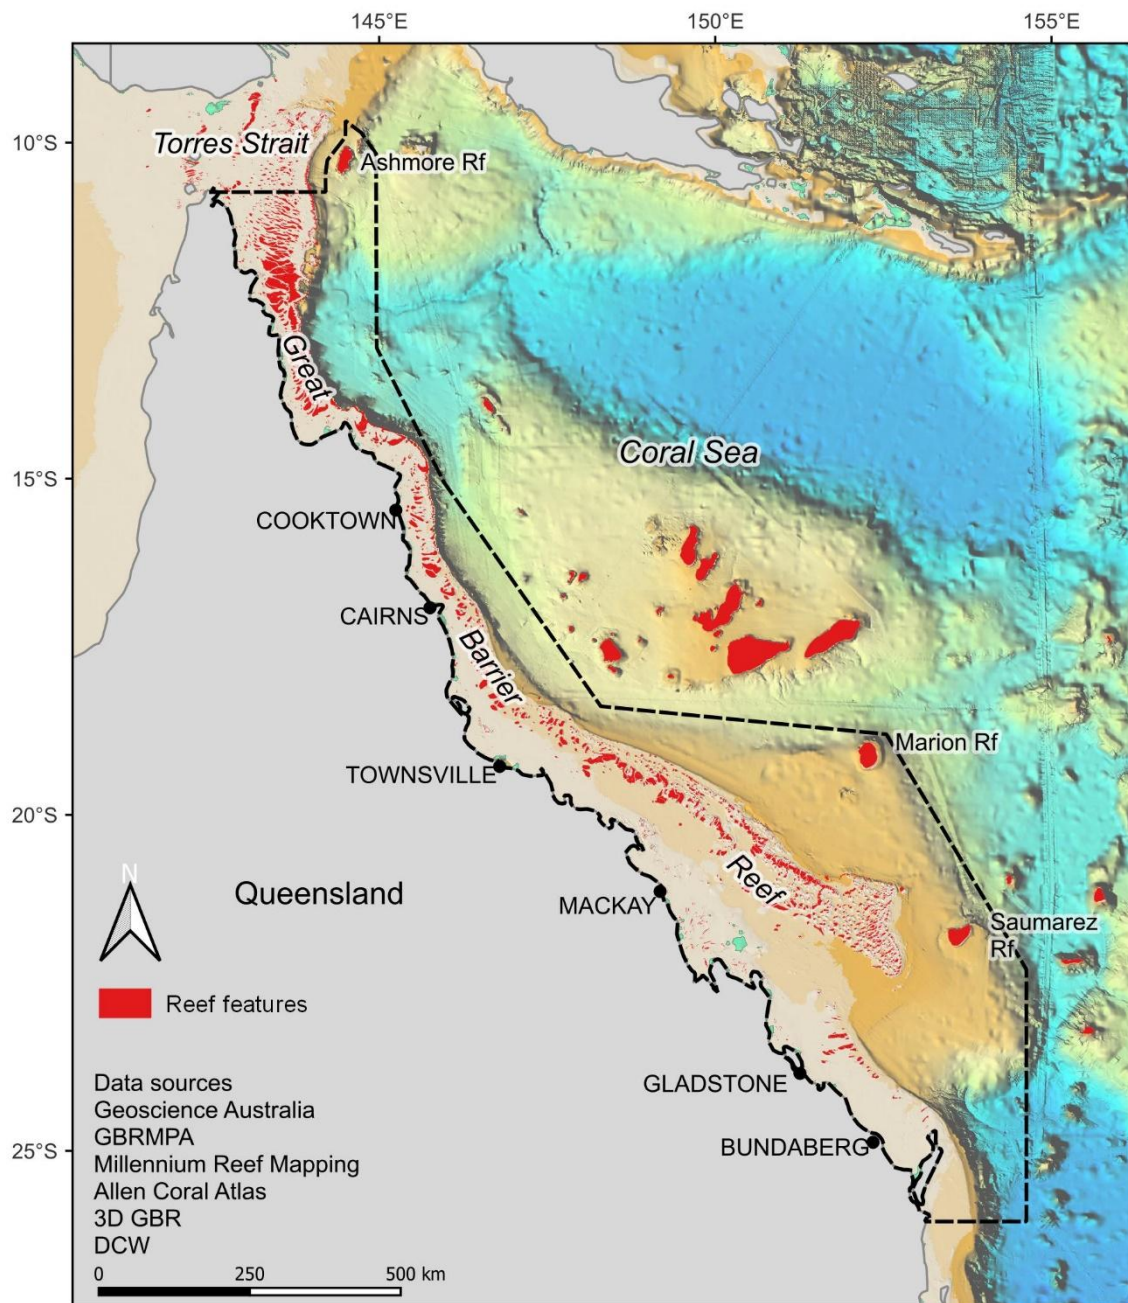 145°E
150°E
155°E
10°S
Torres Strait
Ashmore Rf
Great
Coral Sea
15°S
COOKTOWN
CAIRNS
Barrier
Marion Rf
TOWNSVILLE
20°S
Reef
N
Queensland
MACKAY
Saumarez
Rf
Reef features
Data sources
Geoscience Australia
GBRMPA
Millennium Reef Mapping
Allen Coral Atlas
3D GBR
DCW
GLADSTONE
BUNDABERG
25°S
0
250
500 km